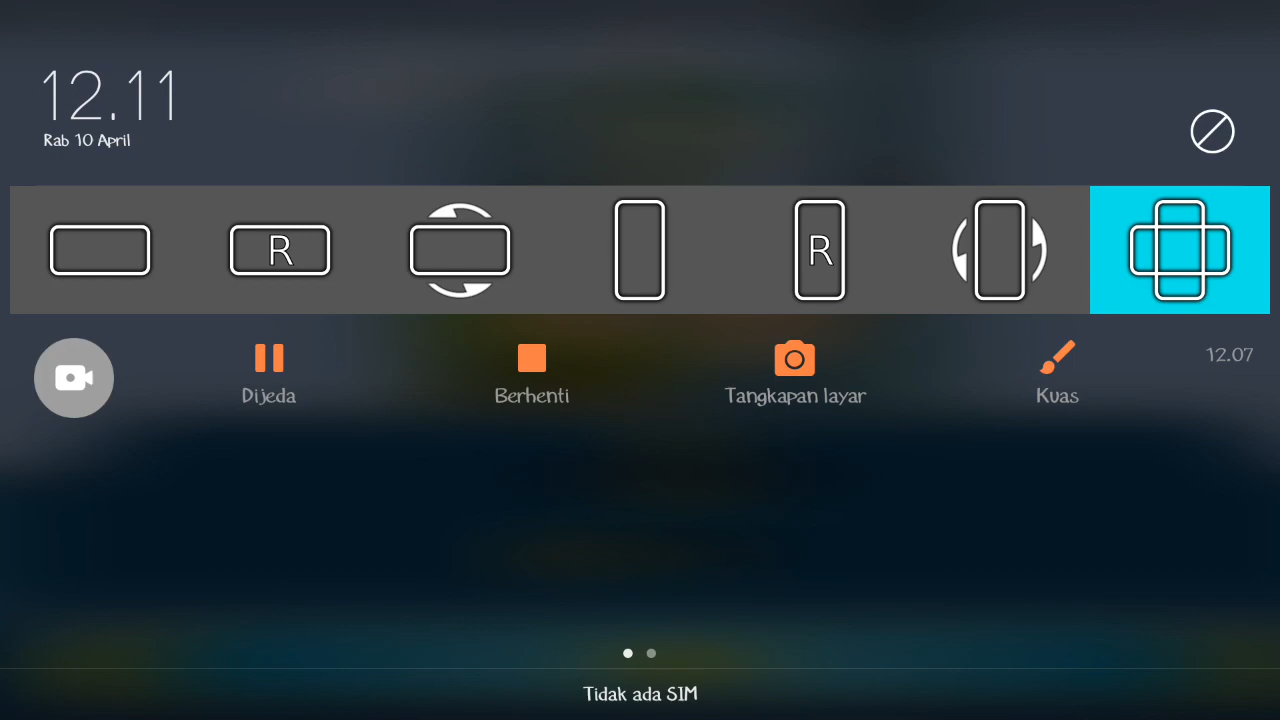 12.11
Rab 10 April
R
R
Dijeda
Berhenti
Tangkapan layar
Kuas
12.07
Tidak ada SIM